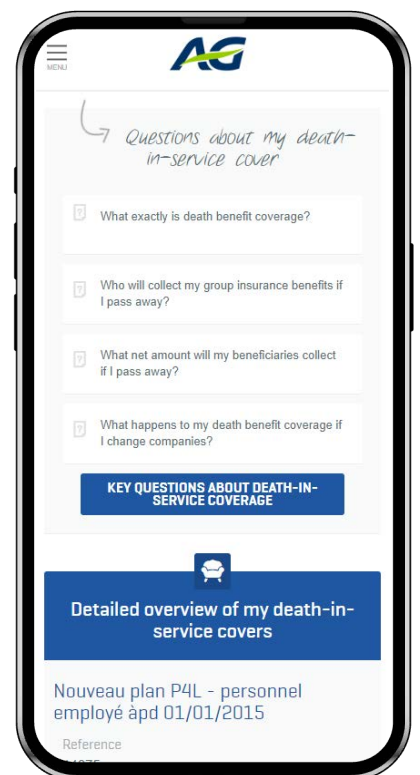 AG
MENU
Questions about my death-
in-service cover
What exactly is death benefit coverage?
Who will collect my group insurance benefits if
I pass away?
What net amount will my beneficiaries collect
if I pass away?
What happens to my death benefit coverage if
I change companies?
KEY QUESTIONS ABOUT DEATH-IN-
SERVICE COVERAGE
Detailed overview of my death-in-
service covers
Nouveau plan P4L - personnel
employé àpd 01/01/2015
Reference